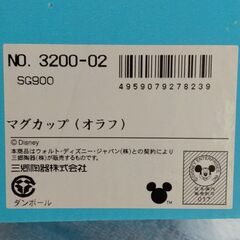 NO. 3200-02
SG900
4959079278239
マグカップ（オラフ）
© Disney
本商品はウォルト・ディズニー・ジャパン(株)との契約により
三郷陶器(株)が販売するものです。
三郷陶器株式会社
ダンボール
017